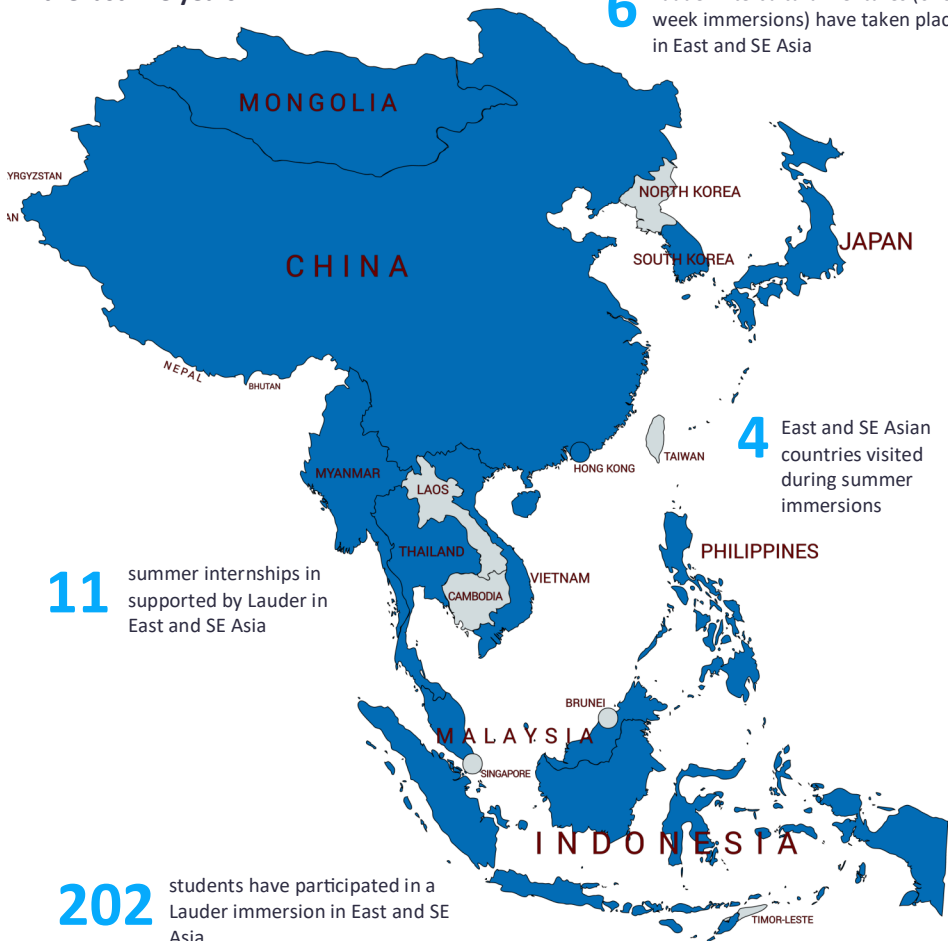 6
week immersions) have taken plac
in East and SE Asia
MONGOLIA
YRGYZSTAN
AN
NORTH KOREA
JAPAN
SOUTH KOREA
CHINA
NEPAL
BHUTAN
4
East and SE Asian
countries visited
during summer
immersions
TAIWAN
HONG KONG
MYANMAR
LAOS
THAILAND
PHILIPPINES
VIETNAM
CAMBODIA
11
summer internships in
supported by Lauder in
East and SE Asia
BRUNEI
MALAYSIA
SINGAPORE
INDONESIA
202
students have participated in a
Lauder immersion in East and SE
Asia
TIMOR-LESTE